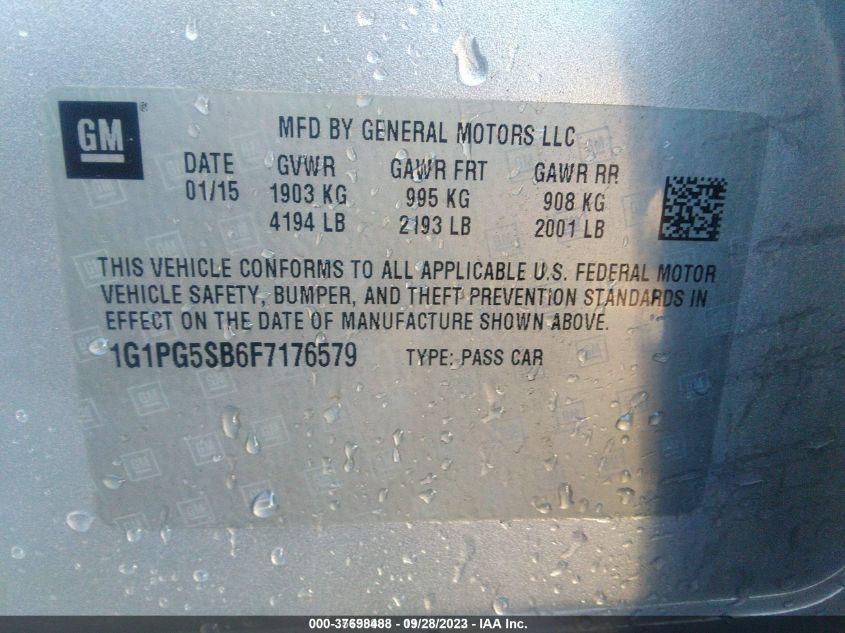 GM ®
MFD BY GENERAL MOTORS LLC
DATE GVWR GAWR FRT GAWR RR
01/15 1903 KG 995 KG 908 KG
4194 LB 2193 LB 2001 LB
THIS VEHICLE CONFORMS TO ALL APPLICABLE U.S. FEDERAL MOTOR
VEHICLE SAFETY, BUMPER, AND THEFT PREVENTION STANDARDS IN
EFFECT ON THE DATE OF MANUFACTURE SHOWN ABOVE.
1G1PG5SB6F7176579 TYPE: PASS CAR
000-37698488 - 09/28/2023 - IAA Inc.